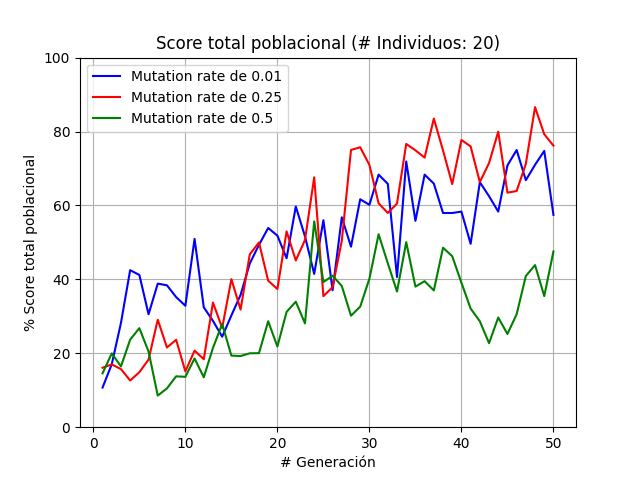 Score total poblacional (# Individuos: 20)
100
80
60
40
20
0
% Score total poblacional
Mutation rate de 0.01
Mutation rate de 0.25
Mutation rate de 0.5
0
10
20
30
40
50
# Generación